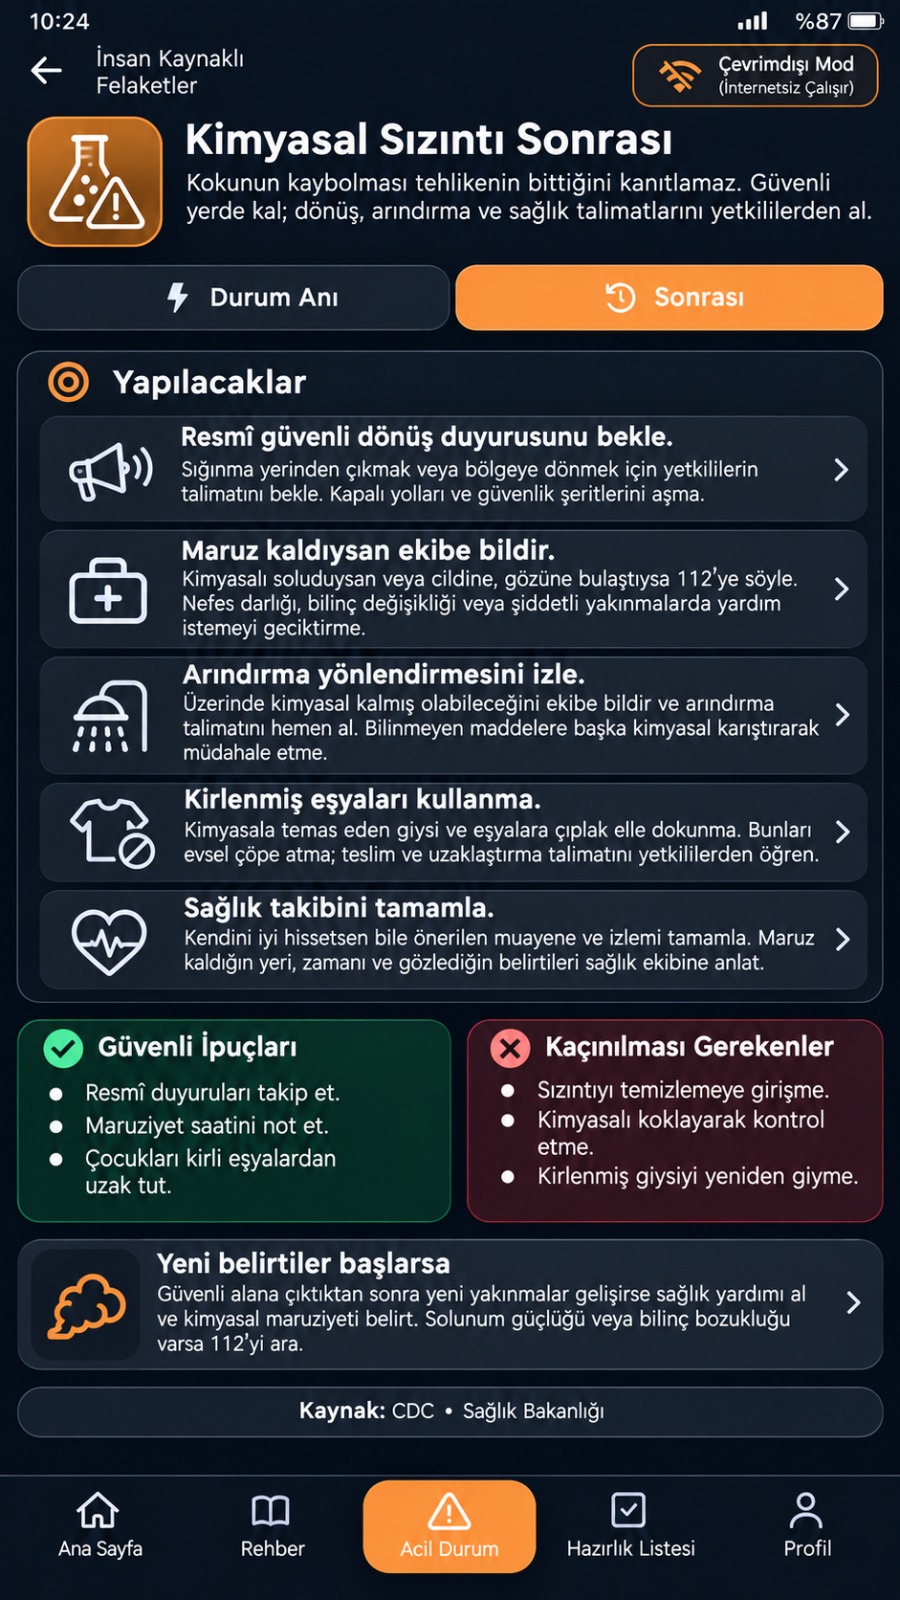 10:24
%87
İnsan Kaynaklı
Felaketler
Çevrimdışı Mod
(İnternetsiz Çalışır)
Kimyasal Sızıntı Sonrası
Kokunun kaybolması tehlikenin bittiğini kanıtlamaz. Güvenli
yerde kal; dönüş, arındırma ve sağlık talimatlarını yetkililerden al.
Durum Anı
Sonrası
Yapılacaklar
Resmî güvenli dönüş duyurusunu bekle.
Sığınma yerinden çıkmak veya bölgeye dönmek için yetkililerin
talimatını bekle. Kapalı yolları ve güvenlik şeritlerini aşma.
Maruz kaldıysan ekibe bildir.
Kimyasalı soluduysan veya cildine, gözüne bulaştıysa 112'ye söyle.
Nefes darlığı, bilinç değişikliği veya şiddetli yakınmalarda yardım
istemeyi geciktirme.
Arındırma yönlendirmesini izle.
Üzerinde kimyasal kalmış olabileceğini ekibe bildir ve arındırma
talimatını hemen al. Bilinmeyen maddelere başka kimyasal karıştırarak
müdahale etme.
Kirlenmiş eşyaları kullanma.
Kimyasala temas eden giysi ve eşyalara çıplak elle dokunma. Bunları
evsel çöpe atma; teslim ve uzaklaştırma talimatını yetkililerden öğren.
Sağlık takibini tamamla.
Kendini iyi hissetsen bile önerilen muayene ve izlemi tamamla. Maruz
kaldığın yeri, zamanı ve gözlediğin belirtileri sağlık ekibine anlat.
Güvenli İpuçları
● Resmî duyuruları takip et.
● Maruziyet saatini not et.
● Çocukları kirli eşyalardan
uzak tut.
Kaçınılması Gerekenler
● Sızıntıyı temizlemeye girişme.
● Kimyasalı koklayarak kontrol
etme.
● Kirlenmiş giysiyi yeniden giyme.
Yeni belirtiler başlarsa
Güvenli alana çıktıktan sonra yeni yakınmalar gelişirse sağlık yardımı al
ve kimyasal maruziyeti belirt. Solunum güçlüğü veya bilinç bozukluğu
varsa 112'yi ara.
Kaynak: CDC • Sağlık Bakanlığı
Ana Sayfa
Rehber
Acil Durum
Hazırlık Listesi
Profil